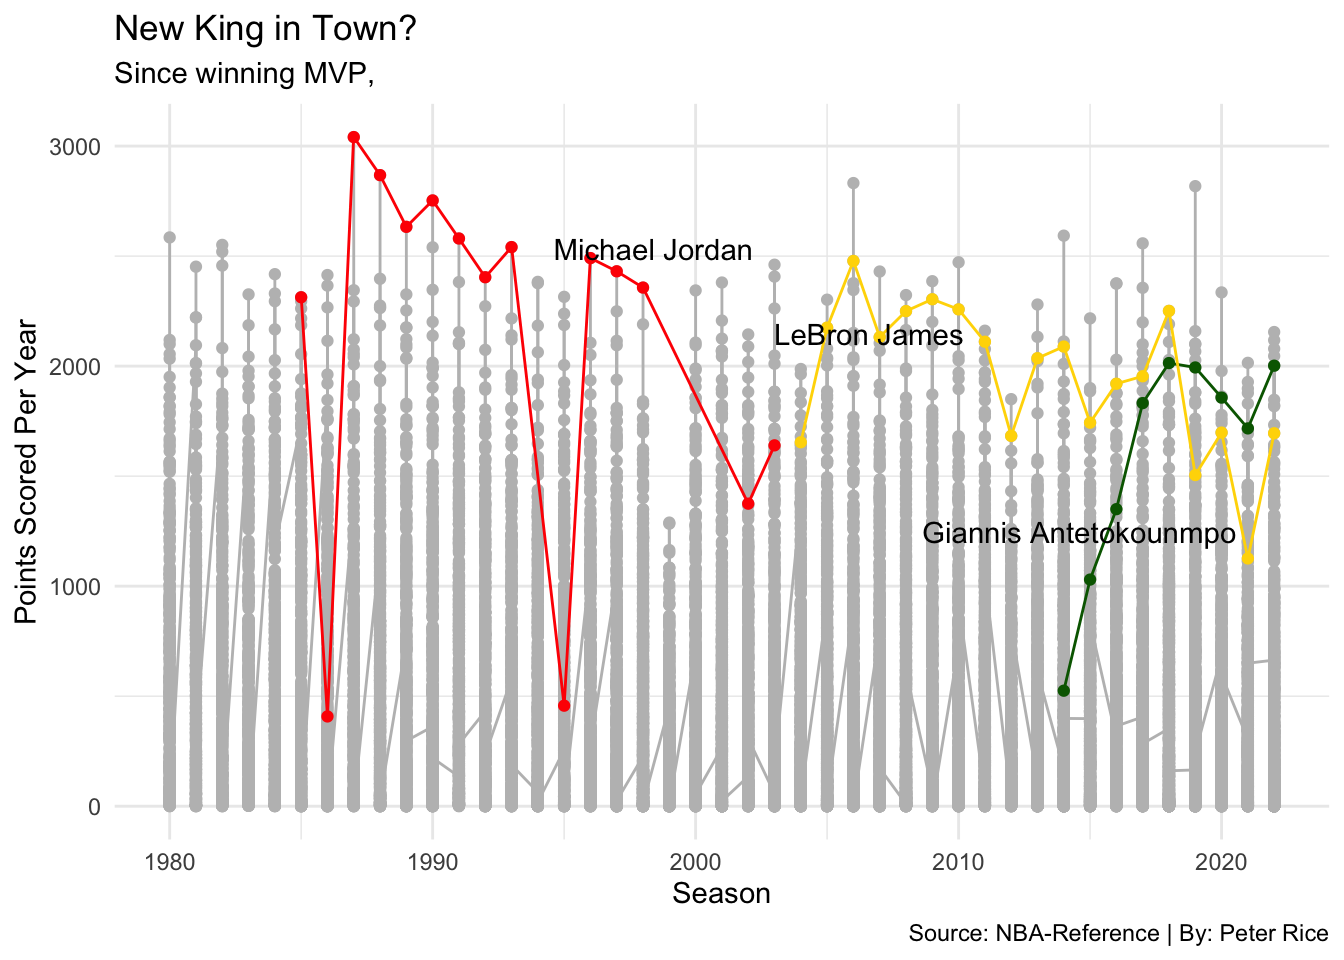 New King in Town?
Since winning MVP,
Points Scored Per Year
3000
2000
1000
0
Michael Jordan
LeBron James
Giannis Antetokounmpo
1980
1990
2000
2010
2020
Season
Source: NBA-Reference | By: Peter Rice